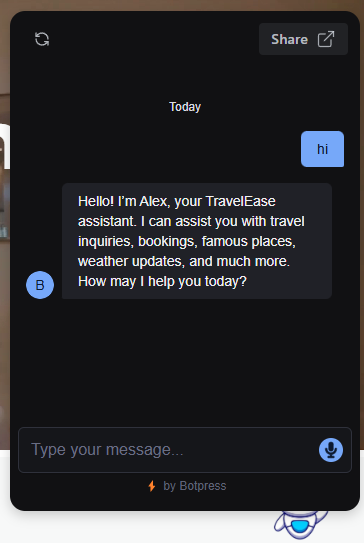 Share
Today
hi
Hello! I’m Alex, your TravelEase
assistant. I can assist you with travel
inquiries, bookings, famous places,
weather updates, and much more.
How may I help you today?
B
Type your message...
by Botpress